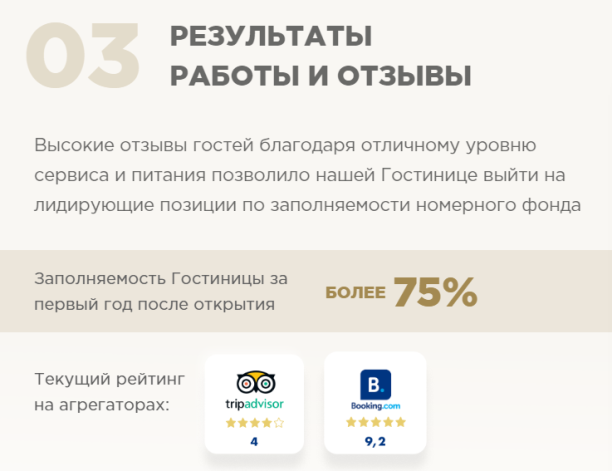 03
РЕЗУЛЬТАТЫ
РАБОТЫ И ОТЗЫВЫ
Высокие отзывы гостей благодаря отличному уровню
сервиса и питания позволило нашей Гостинице выйти на
лидирующие позиции по заполняемости номерного фонда
Заполняемость Гостиницы за
первый год после открытия
БОЛЕЕ 75%
Текущий рейтинг
на агрегаторах:
tripadvisor
4
B.
Booking.com
9,2